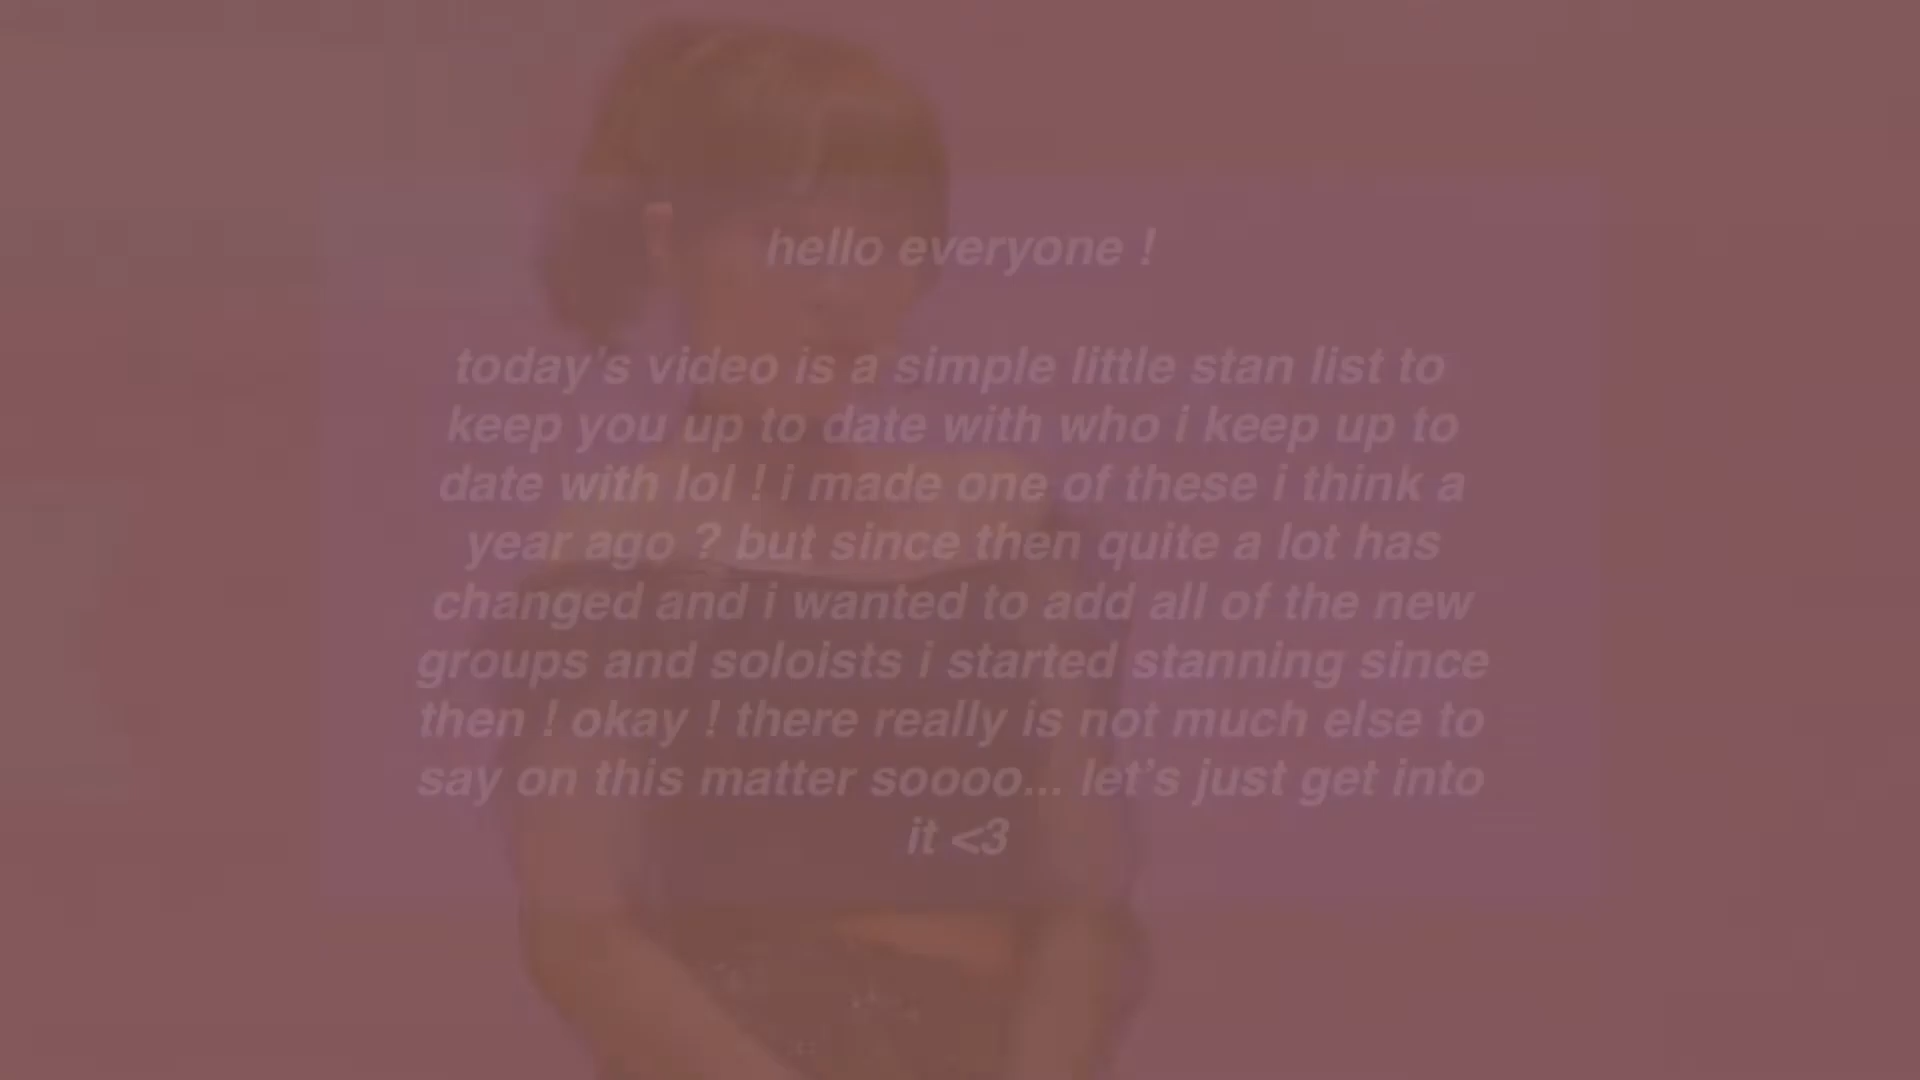 hello everyone !
today's video is a simple little stan list to
keep you up to date with who i keep up to
date with lol ! i made one of these i think a
year ago ? but since then quite a lot has
changed and i wanted to add all of the new
groups and soloists i started stanning since
then ! okay ! there really is not much else to
say on this matter soooo... let's just get into
it <3